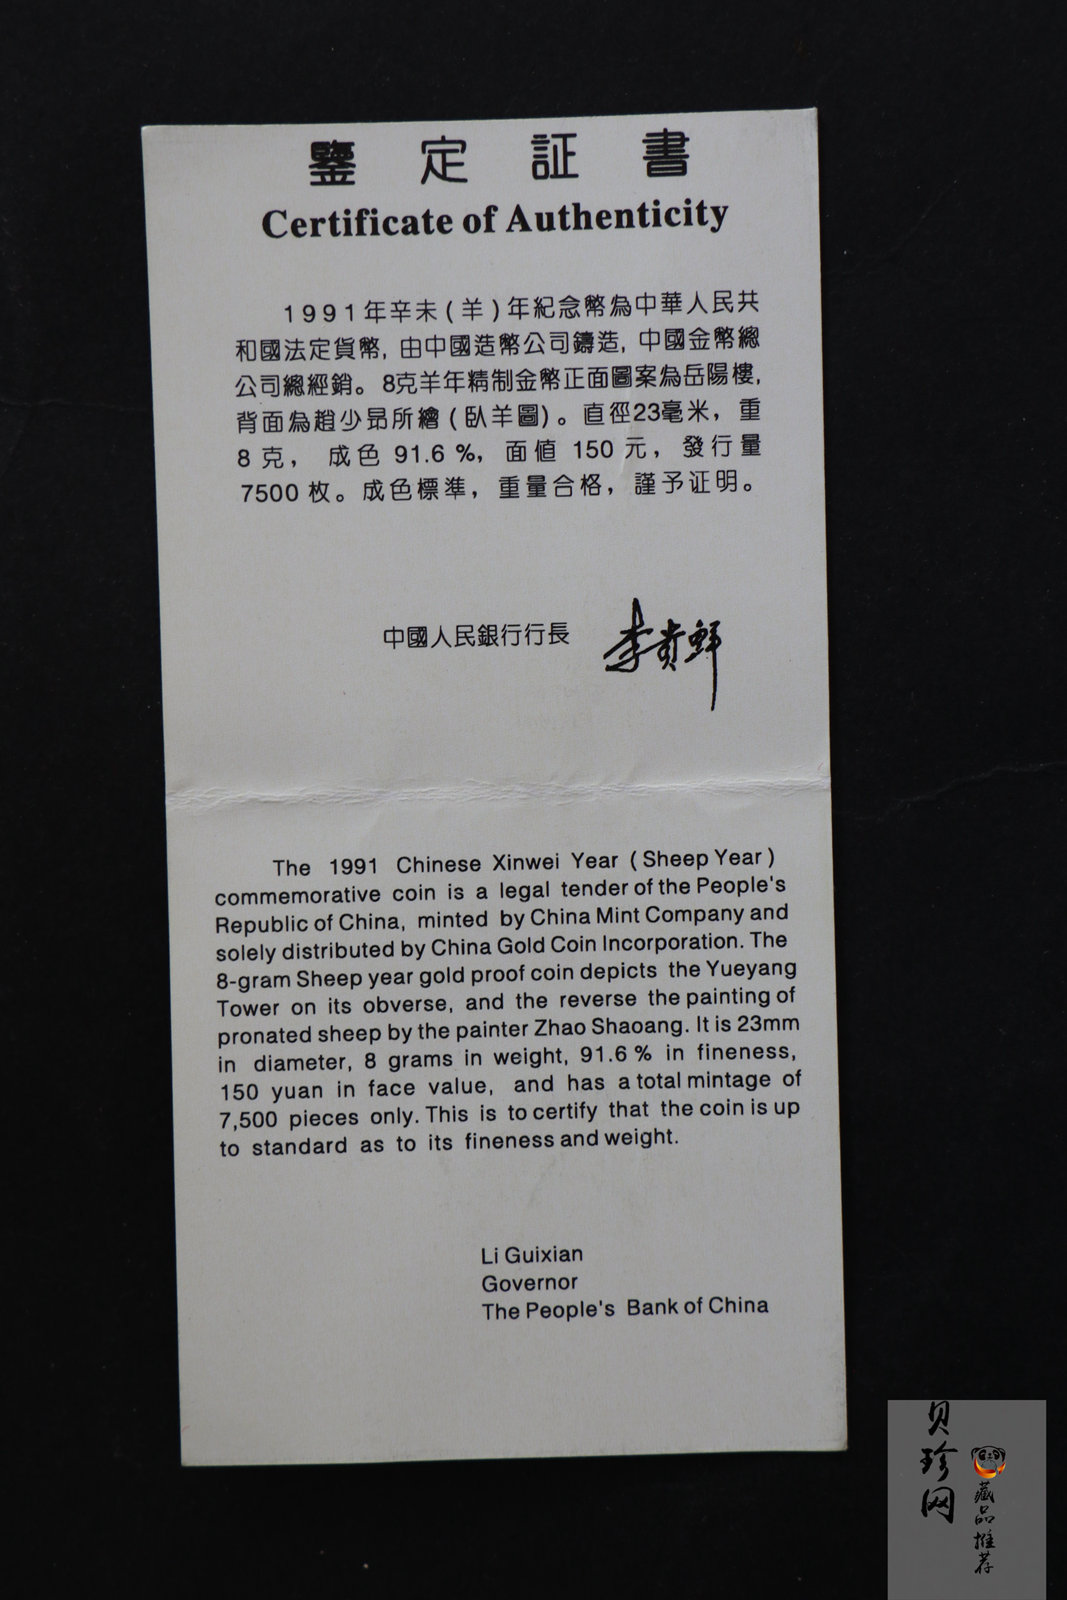 鑒定証書
Certificate of Authenticity
1991年辛未(羊)年紀念幣為中華人民共
和國法定貨幣, 由中國造幣公司鑄造, 中國金幣總
公司總經銷。8克羊年精制金幣正面圖案為岳陽樓,
背面為趙少昂所繪(臥羊圖)。直徑23毫米, 重
8克, 成色 91.6 %, 面值 150 元, 發行量
7500 枚。成色標準, 重量合格, 謹予证明。
中國人民銀行行長 李贵鲜
The 1991 Chinese Xinwei Year (Sheep Year)
commemorative coin is a legal tender of the People's
Republic of China, minted by China Mint Company and
solely distributed by China Gold Coin Incorporation. The
8-gram Sheep year gold proof coin depicts the Yueyang
Tower on its obverse, and the reverse the painting of
pronated sheep by the painter Zhao Shaoang. It is 23mm
in diameter, 8 grams in weight, 91.6 % in fineness,
150 yuan in face value, and has a total mintage of
7,500 pieces only. This is to certify that the coin is up
to standard as to its fineness and weight.
Li Guixian
Governor
The People's Bank of China
贝珍网
藏品推荐